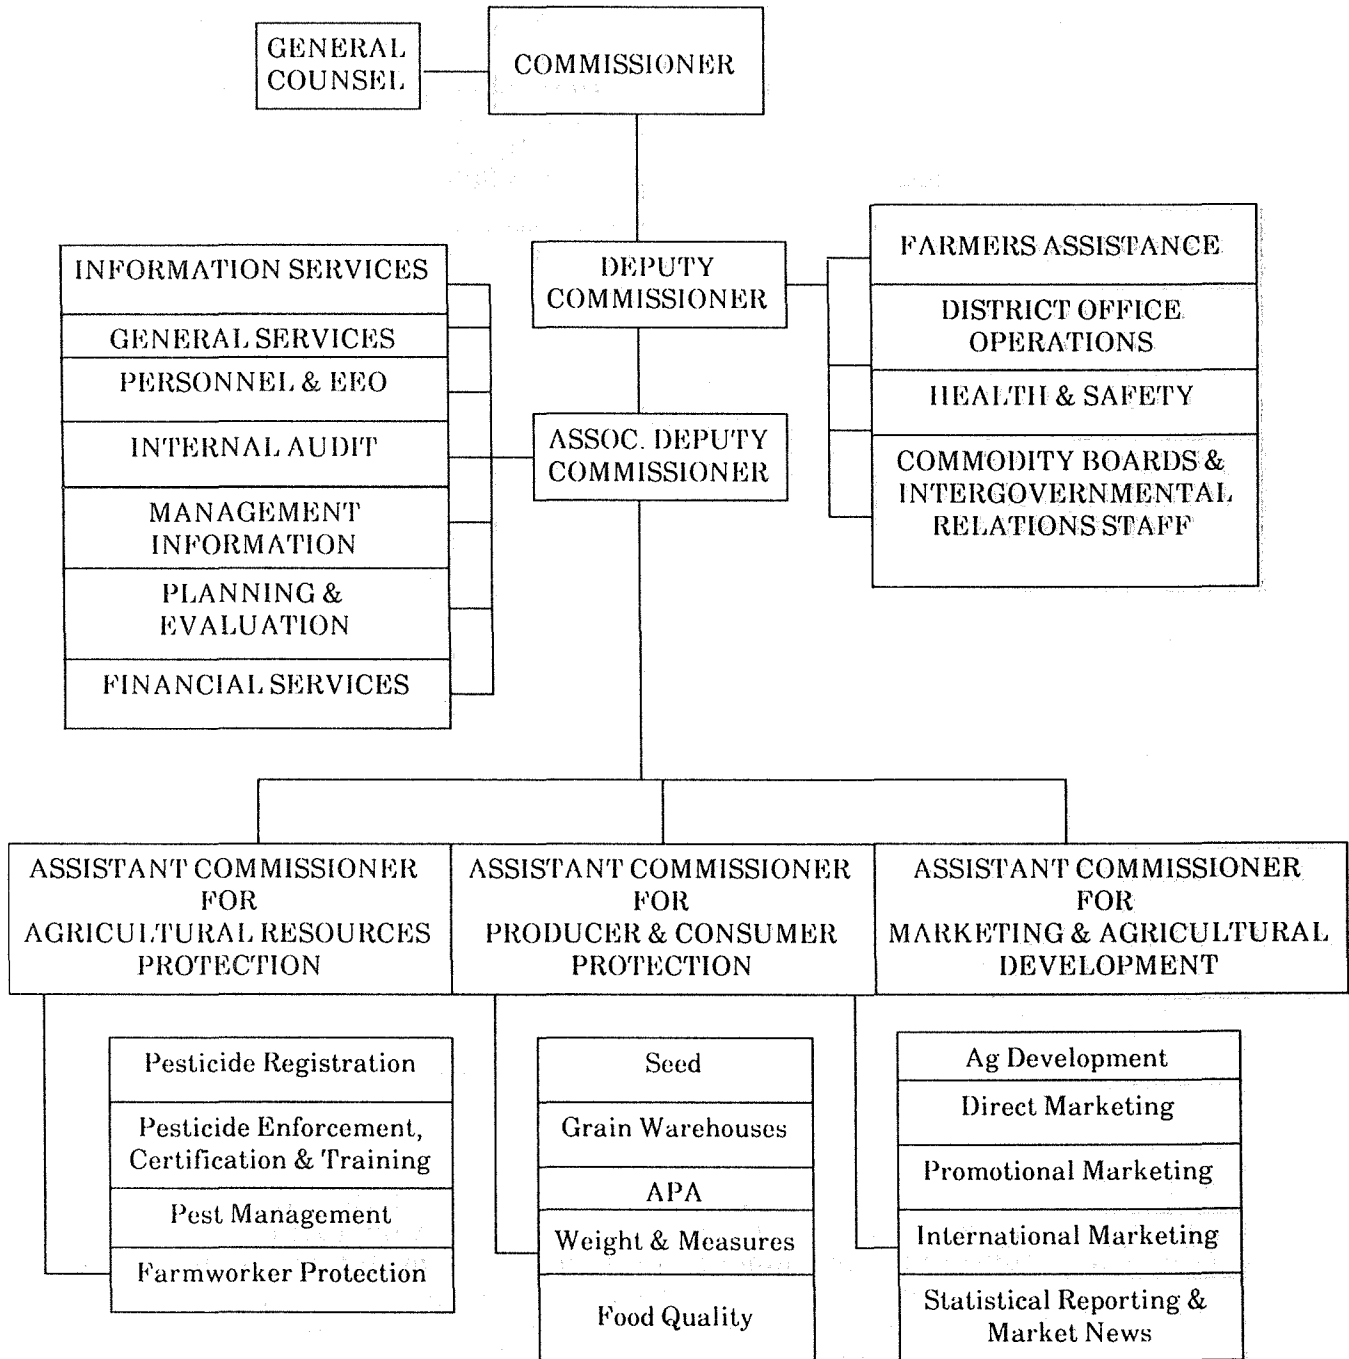 GENERAL
COUNSEL
COMMISSIONER
INFORMATION SERVICES
GENERAL SERVICES
PERSONNEL & EEO
INTERNAL AUDIT
MANAGEMENT
INFORMATION
PLANNING &
EVALUATION
FINANCIAL SERVICES
DEPUTY
COMMISSIONER
ASSOC. DEPUTY
COMMISSIONER
FARMERS ASSISTANCE
DISTRICT OFFICE
OPERATIONS
HEALTH & SAFETY
COMMODITY BOARDS &
INTERGOVERNMENTAL
RELATIONS STAFF
ASSISTANT COMMISSIONER
FOR
AGRICULTURAL RESOURCES
PROTECTION
ASSISTANT COMMISSIONER
FOR
PRODUCER & CONSUMER
PROTECTION
ASSISTANT COMMISSIONER
FOR
MARKETING & AGRICULTURAL
DEVELOPMENT
Pesticide Registration
Pesticide Enforcement,
Certification & Training
Pest Management
Farmworker Protection
Seed
Grain Warehouses
APA
Weight & Measures
Food Quality
Ag Development
Direct Marketing
Promotional Marketing
International Marketing
Statistical Reporting &
Market News